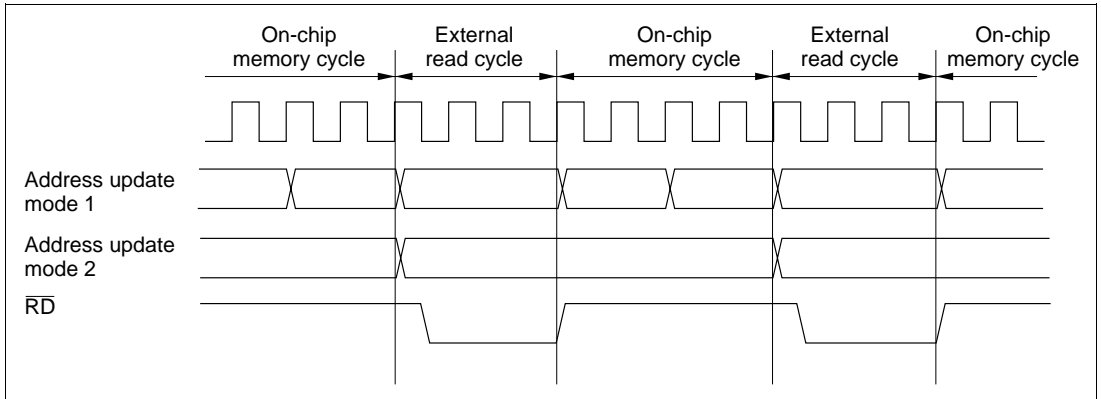 On-chip
memory cycle
External
read cycle
On-chip
memory cycle
External
read cycle
On-chip
memory cycle
Address update
mode 1
Address update
mode 2
R̅D̅